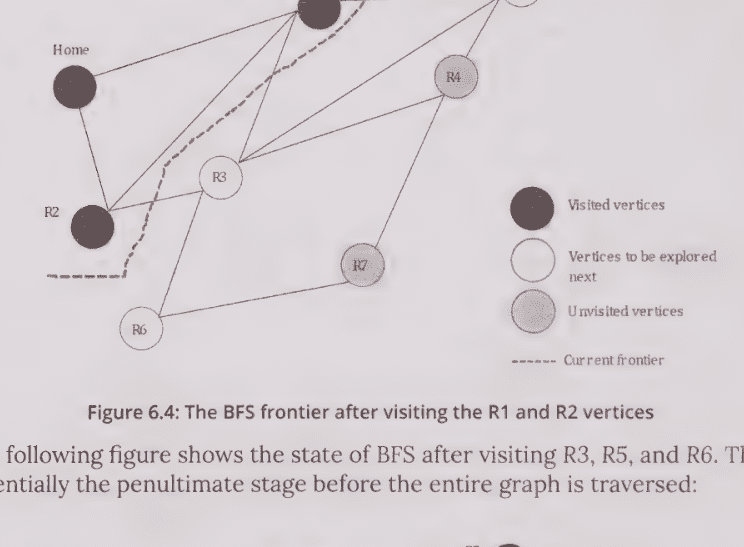 Home
R4
R3
R2
Visited vertices
Vertices to be explored
next
R7
Unvisited vertices
R6
Current frontier
Figure 6.4: The BFS frontier after visiting the R1 and R2 vertices
following figure shows the state of BFS after visiting R3, R5, and R6.
the penultimate stage before the entire graph is traversed: